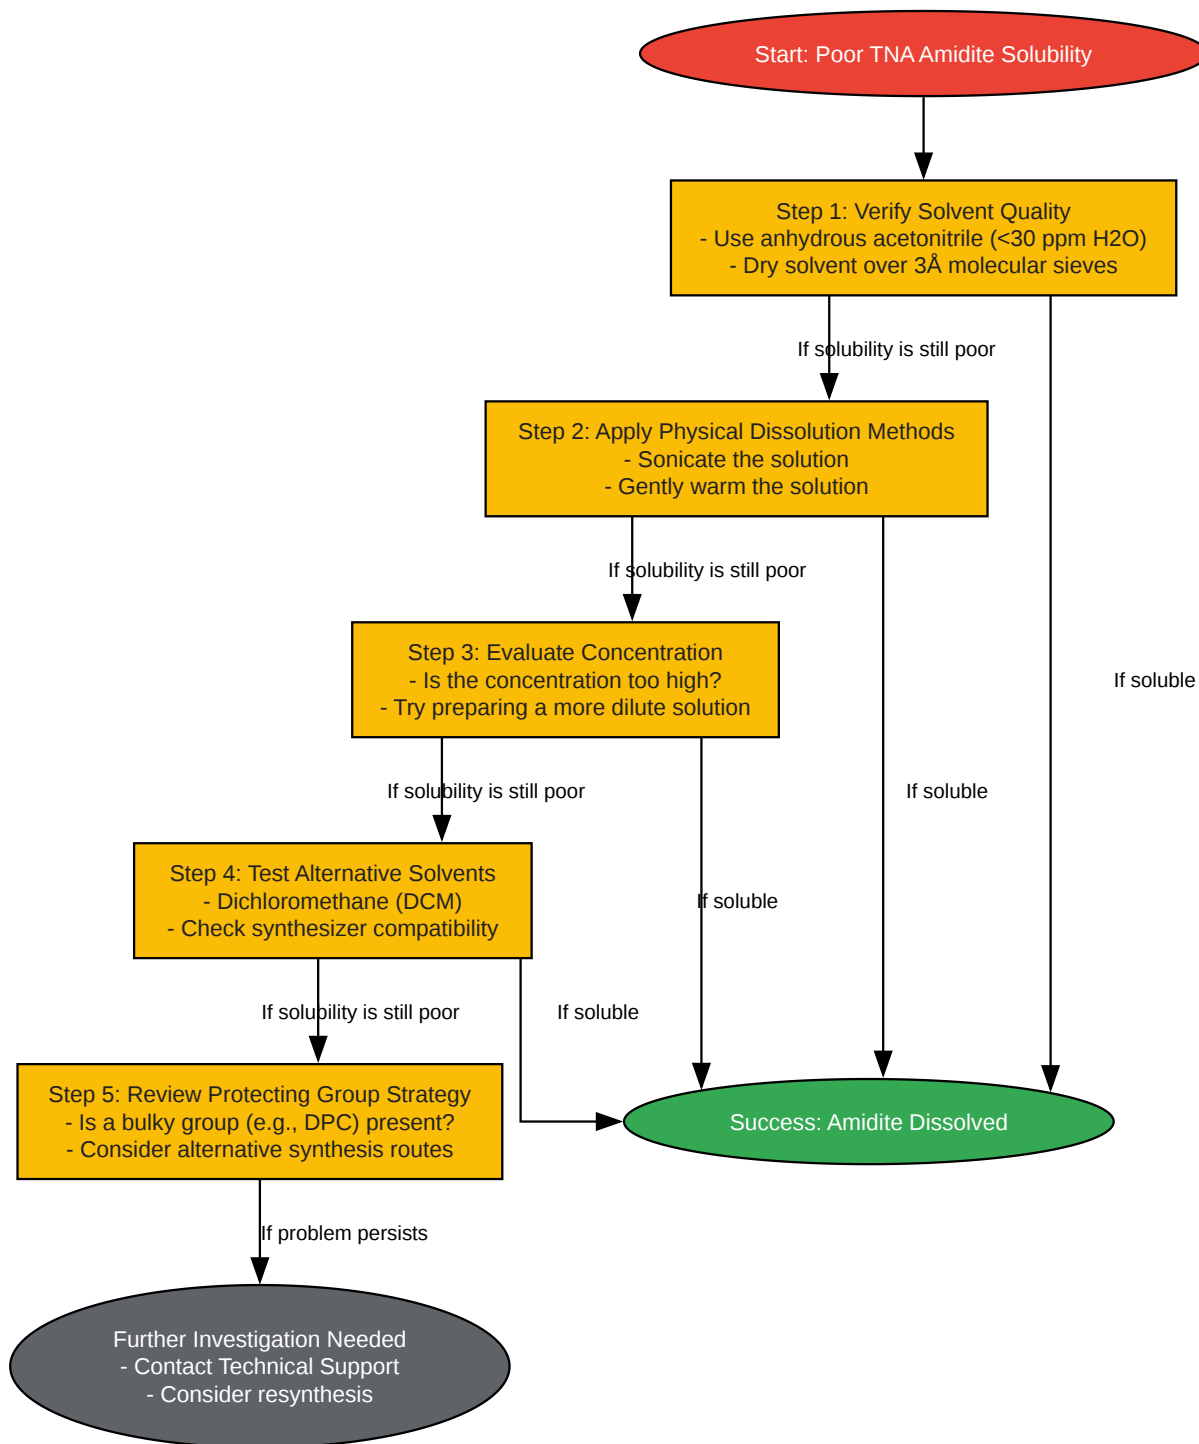 Start: Poor TNA Amidite Solubility
Step 1: Verify Solvent Quality
- Use anhydrous acetonitrile (<30 ppm H2O)
- Dry solvent over 3Å molecular sieves
If solubility is still poor
Step 2: Apply Physical Dissolution Methods
- Sonicate the solution
- Gently warm the solution
If solubility is still poor
Step 3: Evaluate Concentration
- Is the concentration too high?
- Try preparing a more dilute solution
If soluble
If solubility is still poor
If soluble
Step 4: Test Alternative Solvents
- Dichloromethane (DCM)
- Check synthesizer compatibility
If soluble
If solubility is still poor
If soluble
Step 5: Review Protecting Group Strategy
- Is a bulky group (e.g., DPC) present?
- Consider alternative synthesis routes
Success: Amidite Dissolved
If problem persists
Further Investigation Needed
- Contact Technical Support
- Consider resynthesis